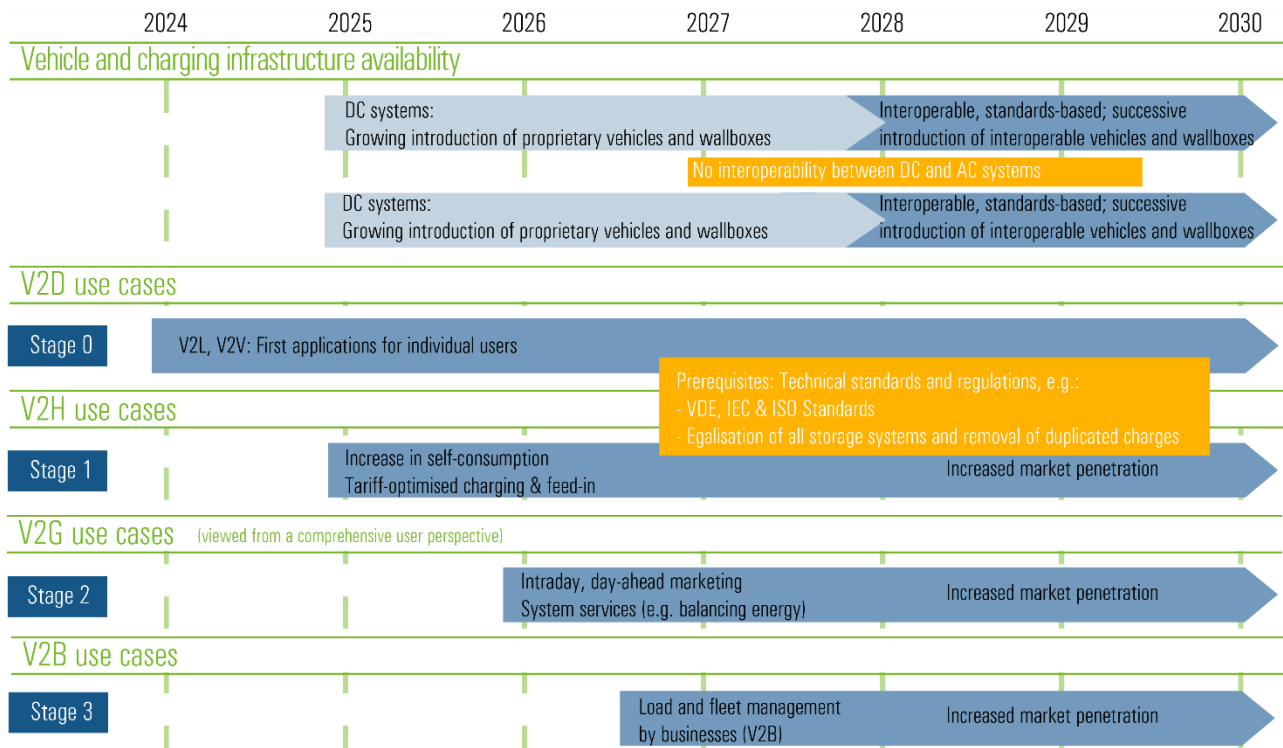 2024 2025 2026 2027 2028 2029 2030
Vehicle and charging infrastructure availability
DC systems:
Growing introduction of proprietary vehicles and wallboxes
Interoperable, standards-based; successive
introduction of interoperable vehicles and wallboxes
No interoperability between DC and AC systems
DC systems:
Growing introduction of proprietary vehicles and wallboxes
Interoperable, standards-based; successive
introduction of interoperable vehicles and wallboxes
V2D use cases
Stage 0
V2L, V2V: First applications for individual users
Prerequisites: Technical standards and regulations, e.g.:
- VDE, IEC & ISO Standards
- Egalisation of all storage systems and removal of duplicated charges
V2H use cases
Stage 1
Increase in self-consumption
Tariff-optimised charging & feed-in
Increased market penetration
V2G use cases (viewed from a comprehensive user perspective)
Stage 2
Intraday, day-ahead marketing
System services (e.g. balancing energy)
Increased market penetration
V2B use cases
Stage 3
Load and fleet management
by businesses (V2B)
Increased market penetration